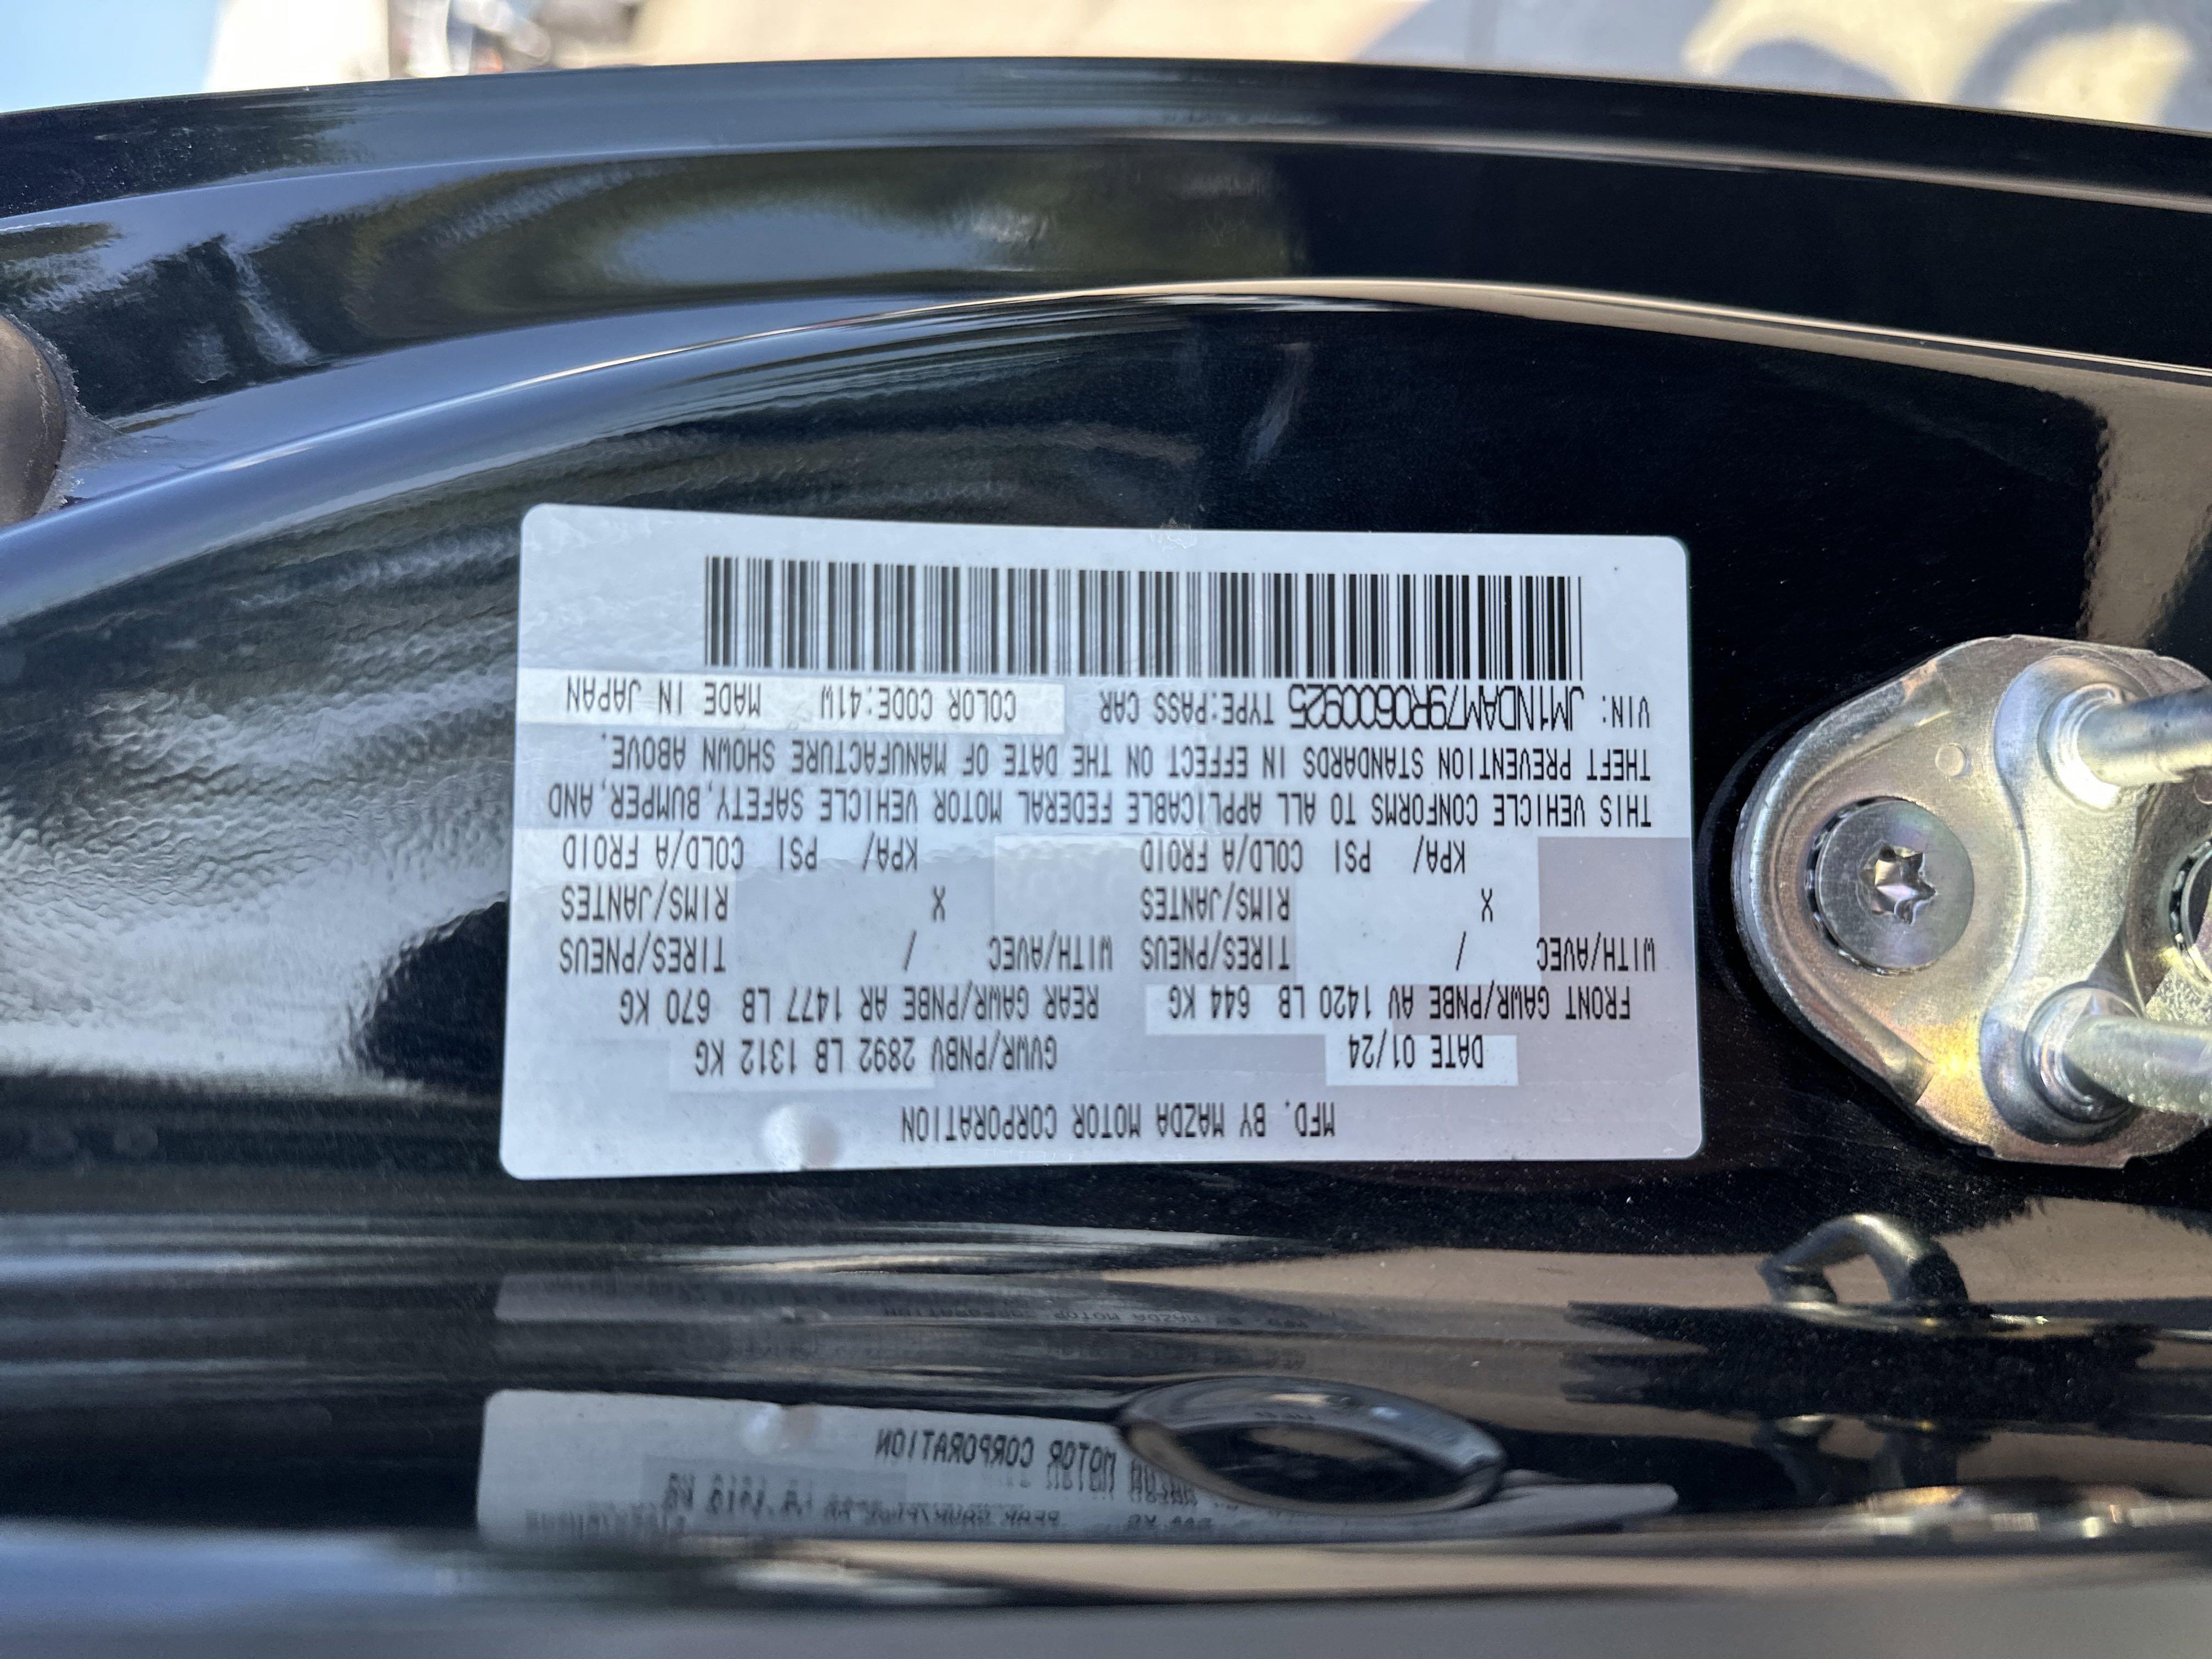 MFD. BY MAZDA MOTOR CORPORATION
DATE 01/24 GVWR/PNBV 2892 LB 1312 KG
FRONT GAWR/PNBE AV 1420 LB 644 KG REAR GAWR/PNBE AR 1477 LB 670 KG
WITH/AVEC / TIRES/PNEUS WITH/AVEC / TIRES/PNEUS
X RIMS/JANTES X RIMS/JANTES
KPA/ PSI COLD/A FROID KPA/ PSI COLD/A FROID
THIS VEHICLE CONFORMS TO ALL APPLICABLE FEDERAL MOTOR VEHICLE SAFETY, BUMPER, AND,
THEFT PREVENTION STANDARDS IN EFFECT ON THE DATE OF MANUFACTURE SHOWN ABOVE.
VIN: JM1NDAM79R0600925 TYPE:PASS CAR COLOR CODE:41W MADE IN JAPAN
MOTOR CORPORATION